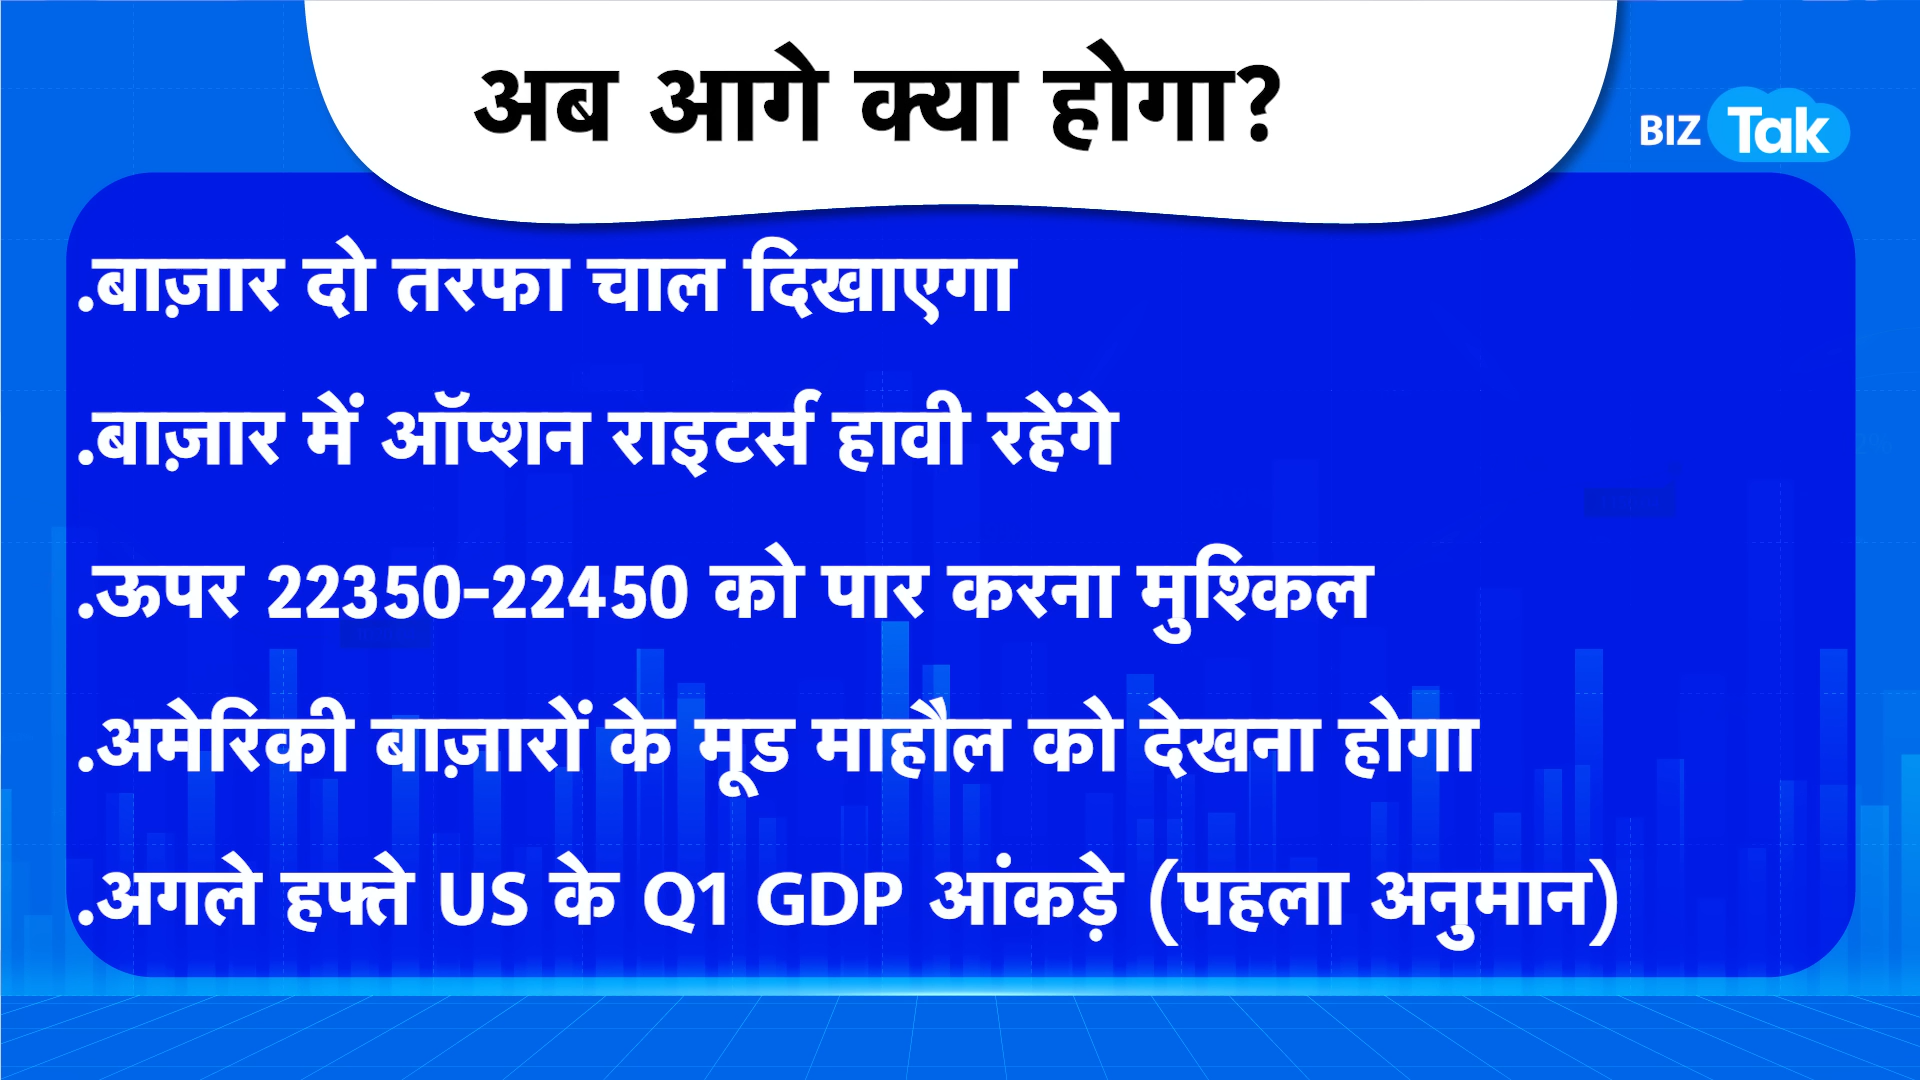 अब आगे क्या होगा?
BIZ Tak
.बाज़ार दो तरफा चाल दिखाएगा
.बाज़ार में ऑप्शन राइटर्स हावी रहेंगे
.ऊपर 22350-22450 को पार करना मुश्किल
.अमेरिकी बाज़ारों के मूड माहौल को देखना होगा
.अगले हफ्ते US के Q1 GDP आंकड़े (पहला अनुमान)